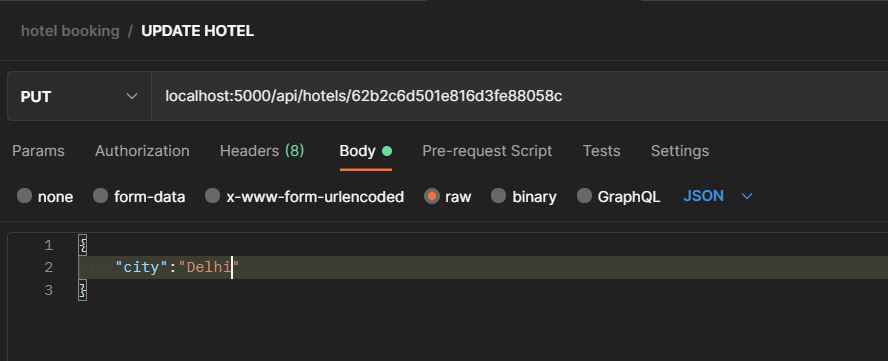 hotel booking / UPDATE HOTEL
PUT localhost:5000/api/hotels/62b2c6d501e816d3fe88058c
Params Authorization Headers (8) Body Pre-request Script Tests Settings
none form-data x-www-form-urlencoded raw binary GraphQL JSON
1 {
2 "city":"Delhi"
3 }